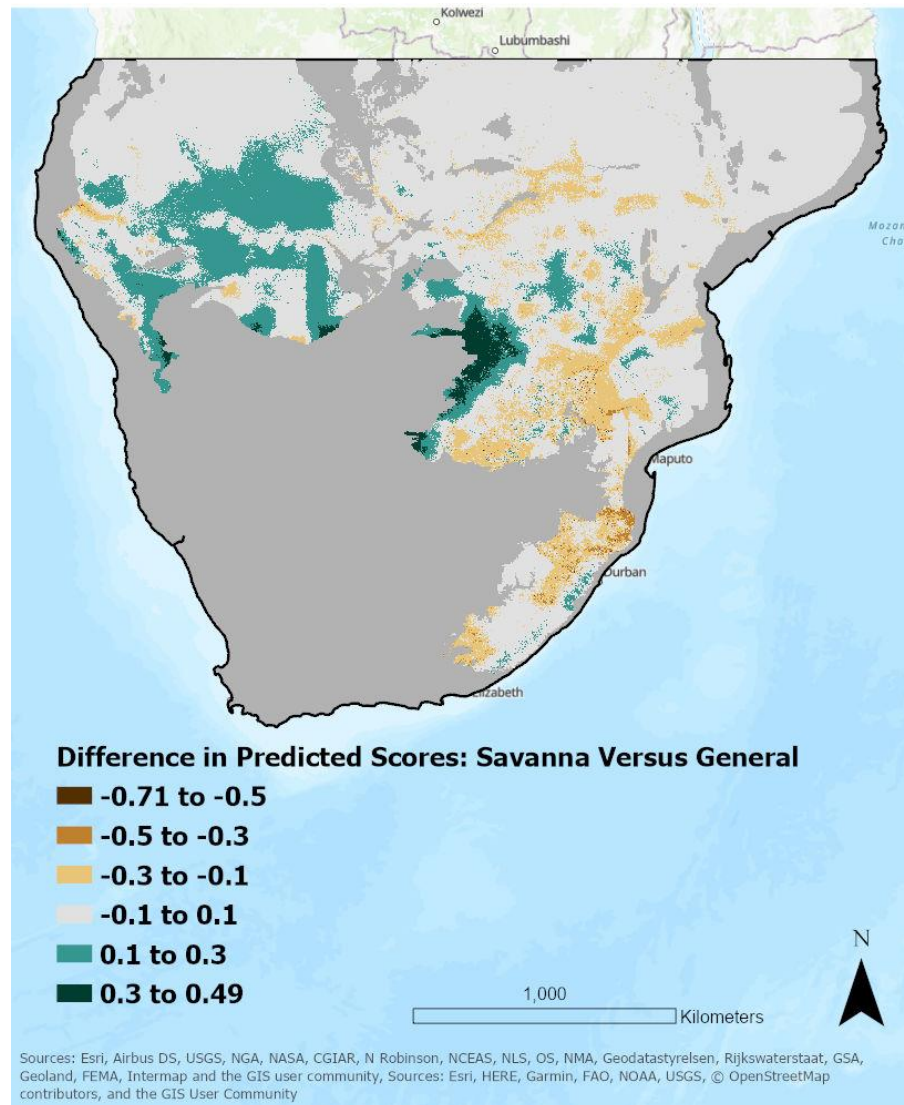 Kolwezi
Lubumbashi
Mozam
Cha
Maputo
Durban
Elizabeth
Difference in Predicted Scores: Savanna Versus General
-0.71 to -0.5
-0.5 to -0.3
-0.3 to -0.1
-0.1 to 0.1
0.1 to 0.3
0.3 to 0.49
N
1,000
Kilometers
Sources: Esri, Airbus DS, USGS, NGA, NASA, CGIAR, N Robinson, NCEAS, NLS, OS, NMA, Geodatastyrelsen, Rijkswaterstaat, GSA,
Geoland, FEMA, Intermap and the GIS user community, Sources: Esri, HERE, Garmin, FAO, NOAA, USGS, © OpenStreetMap
contributors, and the GIS User Community